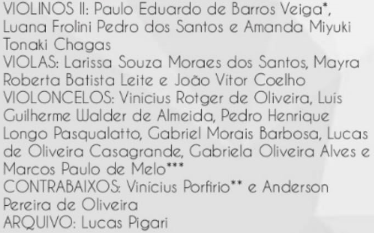 VIOLINOS II: Paulo Eduardo de Barros Veiga*,
Luana Frolini Pedro dos Santos e Amanda Miyuki
Tonaki Chagas
VIOLAS: Larissa Souza Moraes dos Santos, Mayra
Roberta Batista Leite e João Vitor Coelho
VIOLONCELOS: Vinicius Rotger de Oliveira, Luis
Guilherme Walder de Almeida, Pedro Henrique
Longo Pasqualatto, Gabriel Morais Barbosa, Lucas
de Oliveira Casagrande, Gabriela Oliveira Alves e
Marcos Paulo de Melo***
CONTRABAIXOS: Vinicius Porfirio** e Anderson
Pereira de Oliveira
ARQUIVO: Lucas Pigari